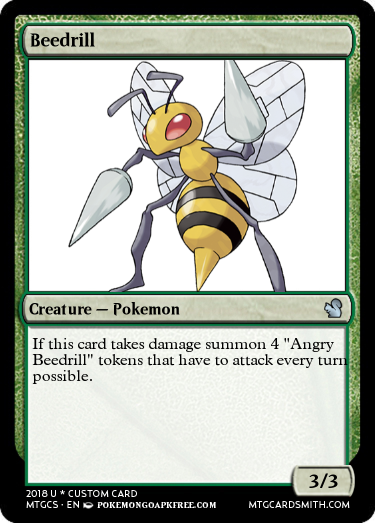 Beedrill
Creature — Pokemon
If this card takes damage summon 4 "Angry
Beedrill" tokens that have to attack every turn
possible.
3/3
2018 U * CUSTOM CARD
MTGCS · EN POKEMONGOAPKFREE.COM MTGCARDSMITH.COM